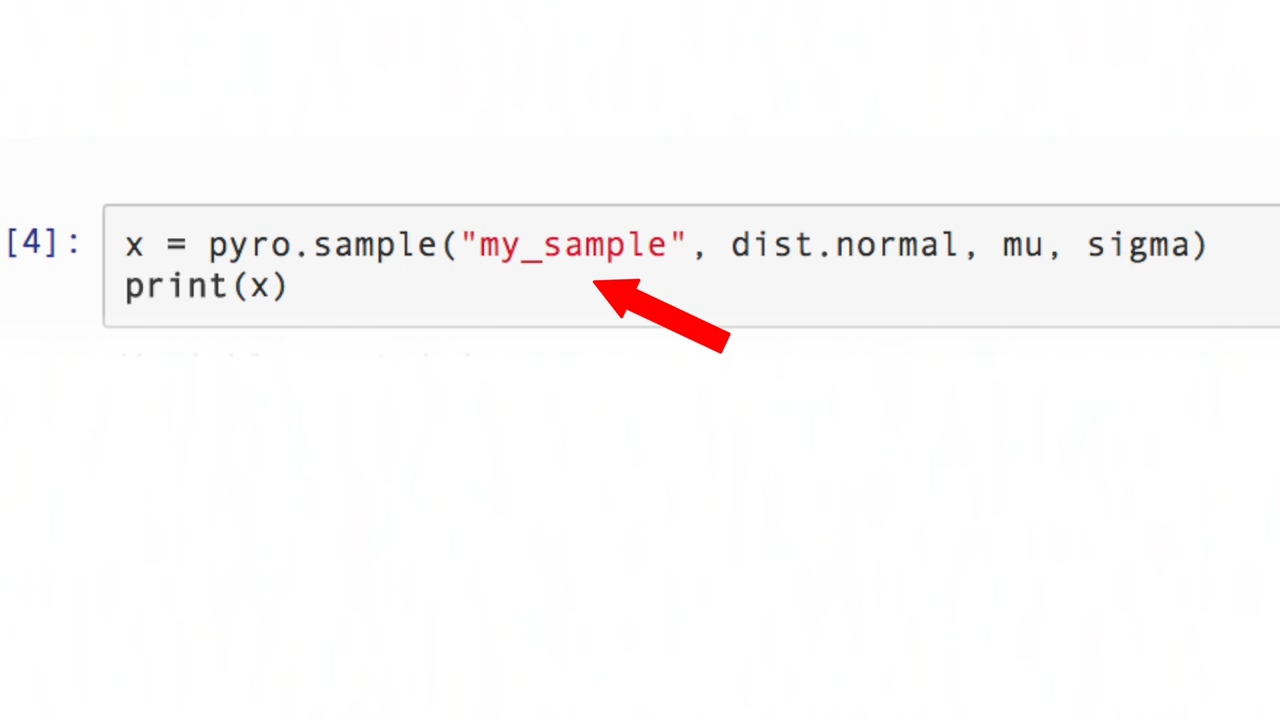 [4]: x = pyro.sample("my_sample", dist.normal, mu, sigma)
print(x)